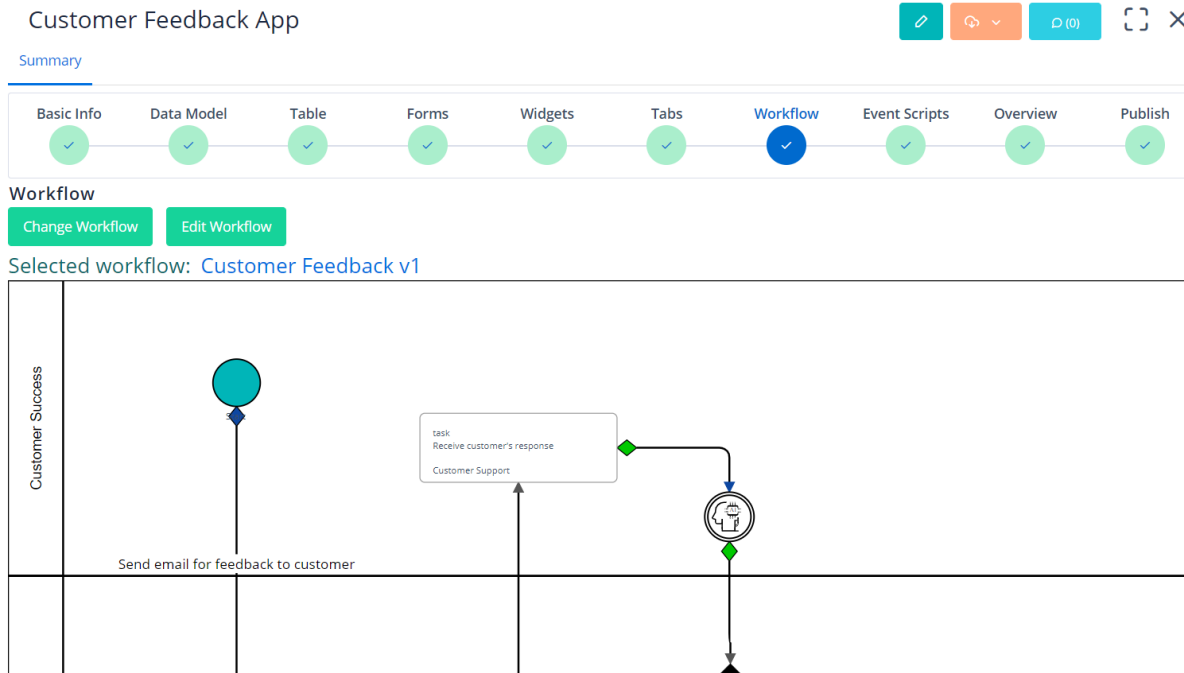 Customer Feedback App
(0)
Summary
Basic Info Data Model Table Forms Widgets Tabs Workflow Event Scripts Overview Publish
Workflow
Change Workflow Edit Workflow
Selected workflow: Customer Feedback v1
Customer Success
task
Receive customer's response
Customer Support
AI
Send email for feedback to customer